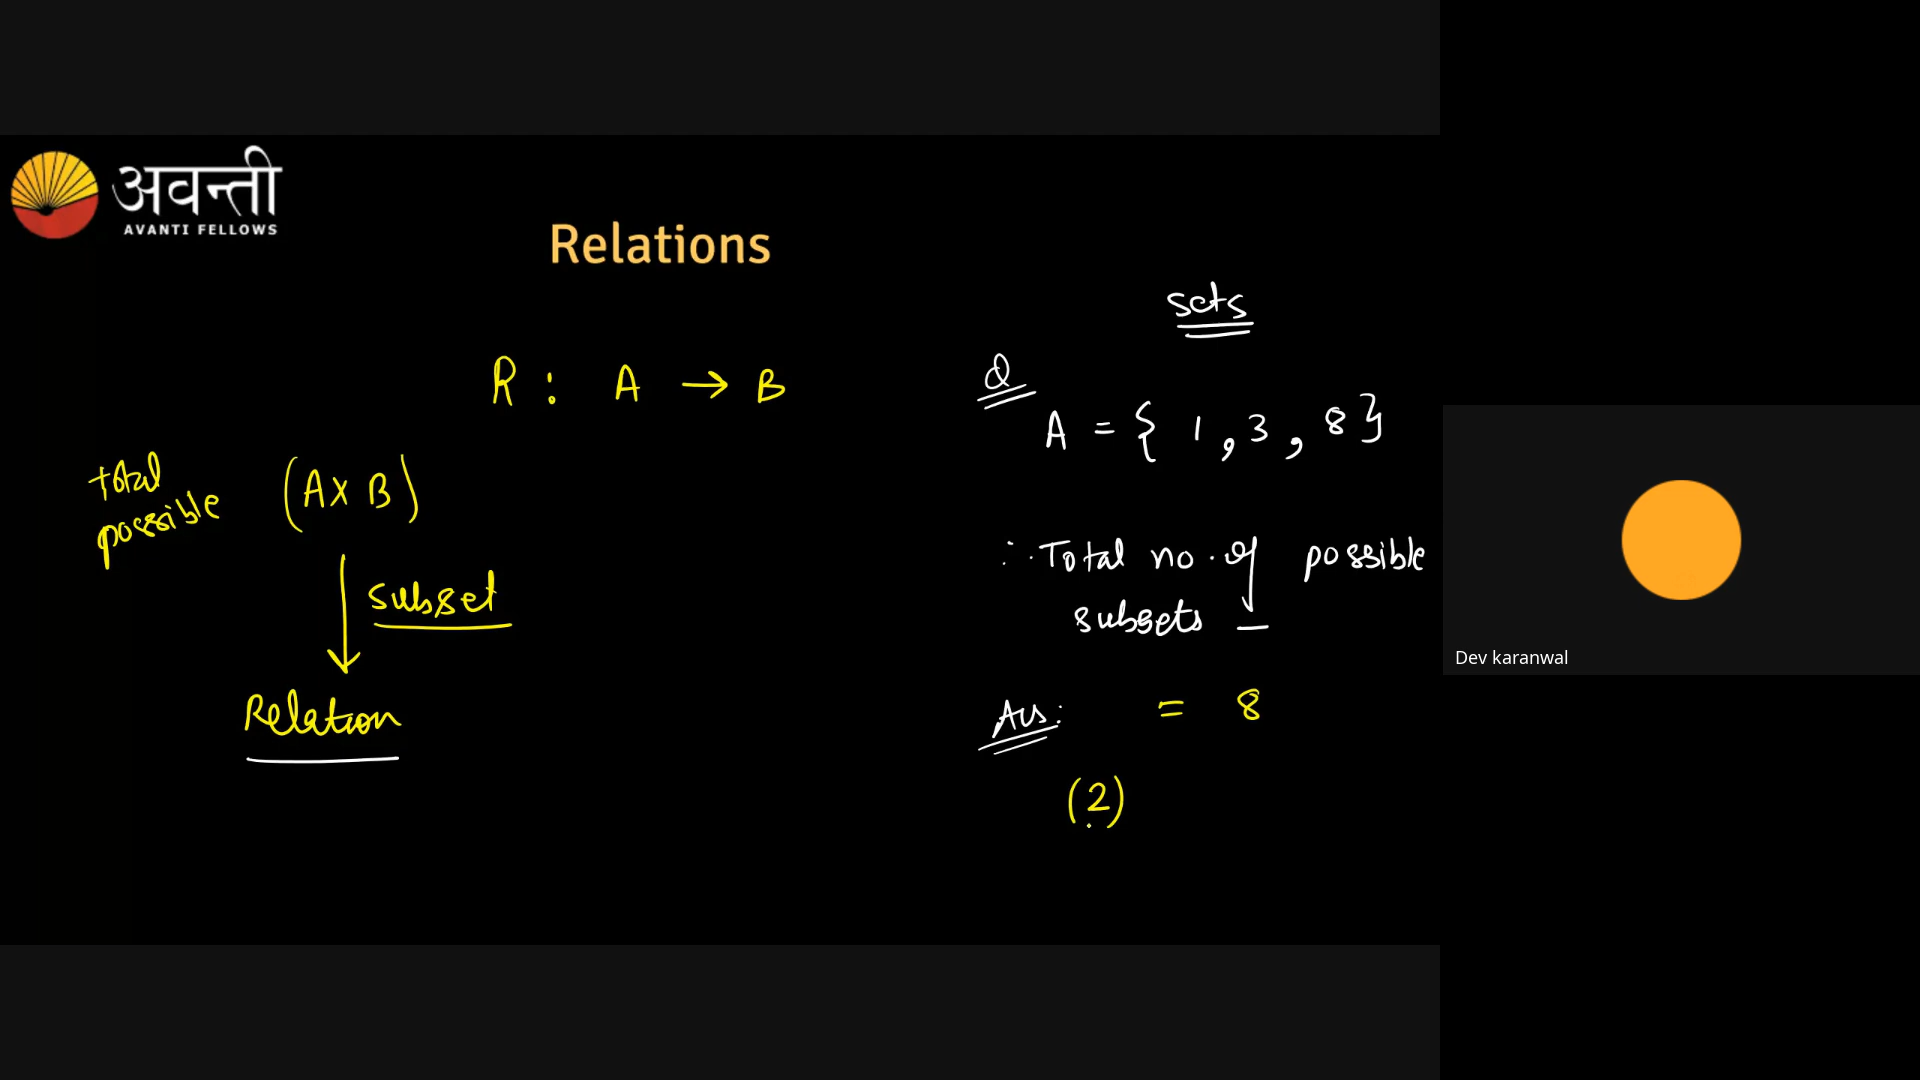 अवन्ती
AVANTI FELLOWS
Relations
R : A → B
total
possible
(A x B)
subset
Relation
sets
Q
A = { 1, 3, 8 }
∴ Total no. of possible
subsets
Ans: = 8
(2)
Dev karanwal